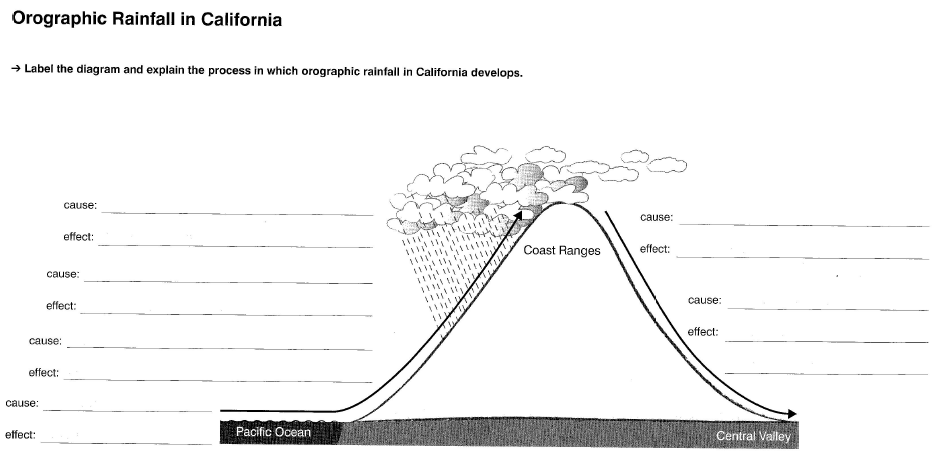 Orographic Rainfall in California
→ Label the diagram and explain the process in which orographic rainfall in California develops.
cause:
effect:
cause:
effect:
cause:
effect:
cause:
effect:
Coast Ranges
cause:
effect:
cause:
effect:
Pacific Ocean
Central Valley